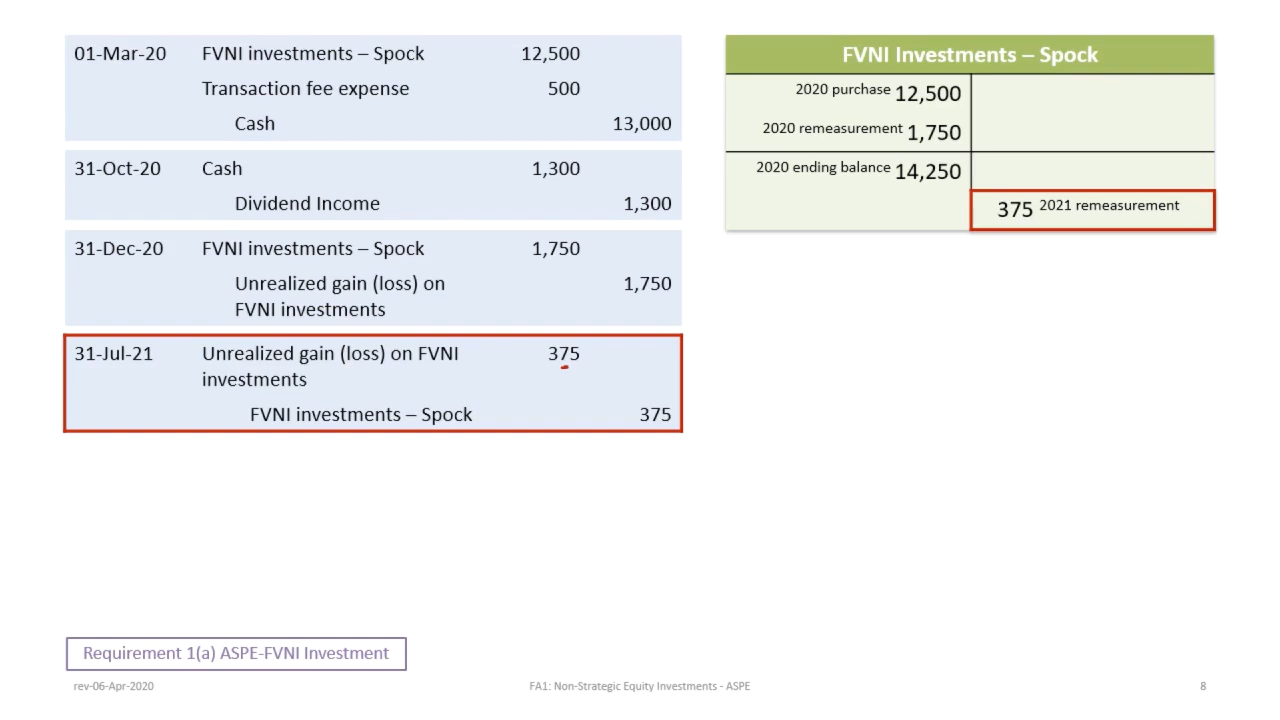 01-Mar-20 FVNI investments – Spock 12,500
Transaction fee expense 500
Cash 13,000
31-Oct-20 Cash 1,300
Dividend Income 1,300
31-Dec-20 FVNI investments – Spock 1,750
Unrealized gain (loss) on 1,750
FVNI investments
31-Jul-21 Unrealized gain (loss) on FVNI 375
investments
FVNI investments – Spock 375
FVNI Investments – Spock
2020 purchase 12,500
2020 remeasurement 1,750
2020 ending balance 14,250
375 2021 remeasurement
Requirement 1(a) ASPE-FVNI Investment
rev-06-Apr-2020 FA1: Non-Strategic Equity Investments - ASPE 8